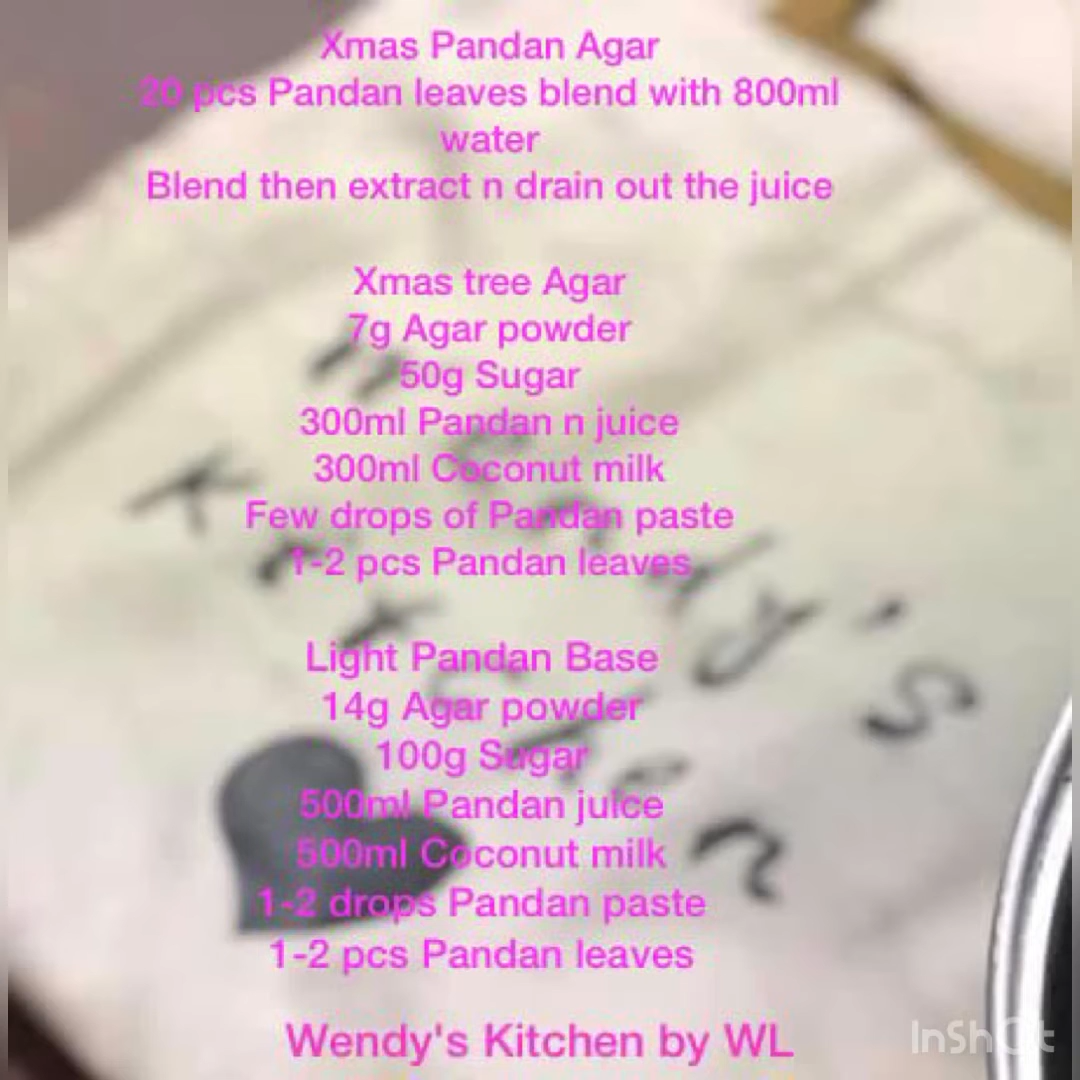 Xmas Pandan Agar
20 pcs Pandan leaves blend with 800ml
water
Blend then extract n drain out the juice
Xmas tree Agar
7g Agar powder
50g Sugar
300ml Pandan n juice
300ml Coconut milk
Few drops of Pandan paste
1-2 pcs Pandan leaves
Light Pandan Base
14g Agar powder
100g Sugar
500ml Pandan juice
500ml Coconut milk
1-2 drops Pandan paste
1-2 pcs Pandan leaves
Wendy's Kitchen by WL
InShOt